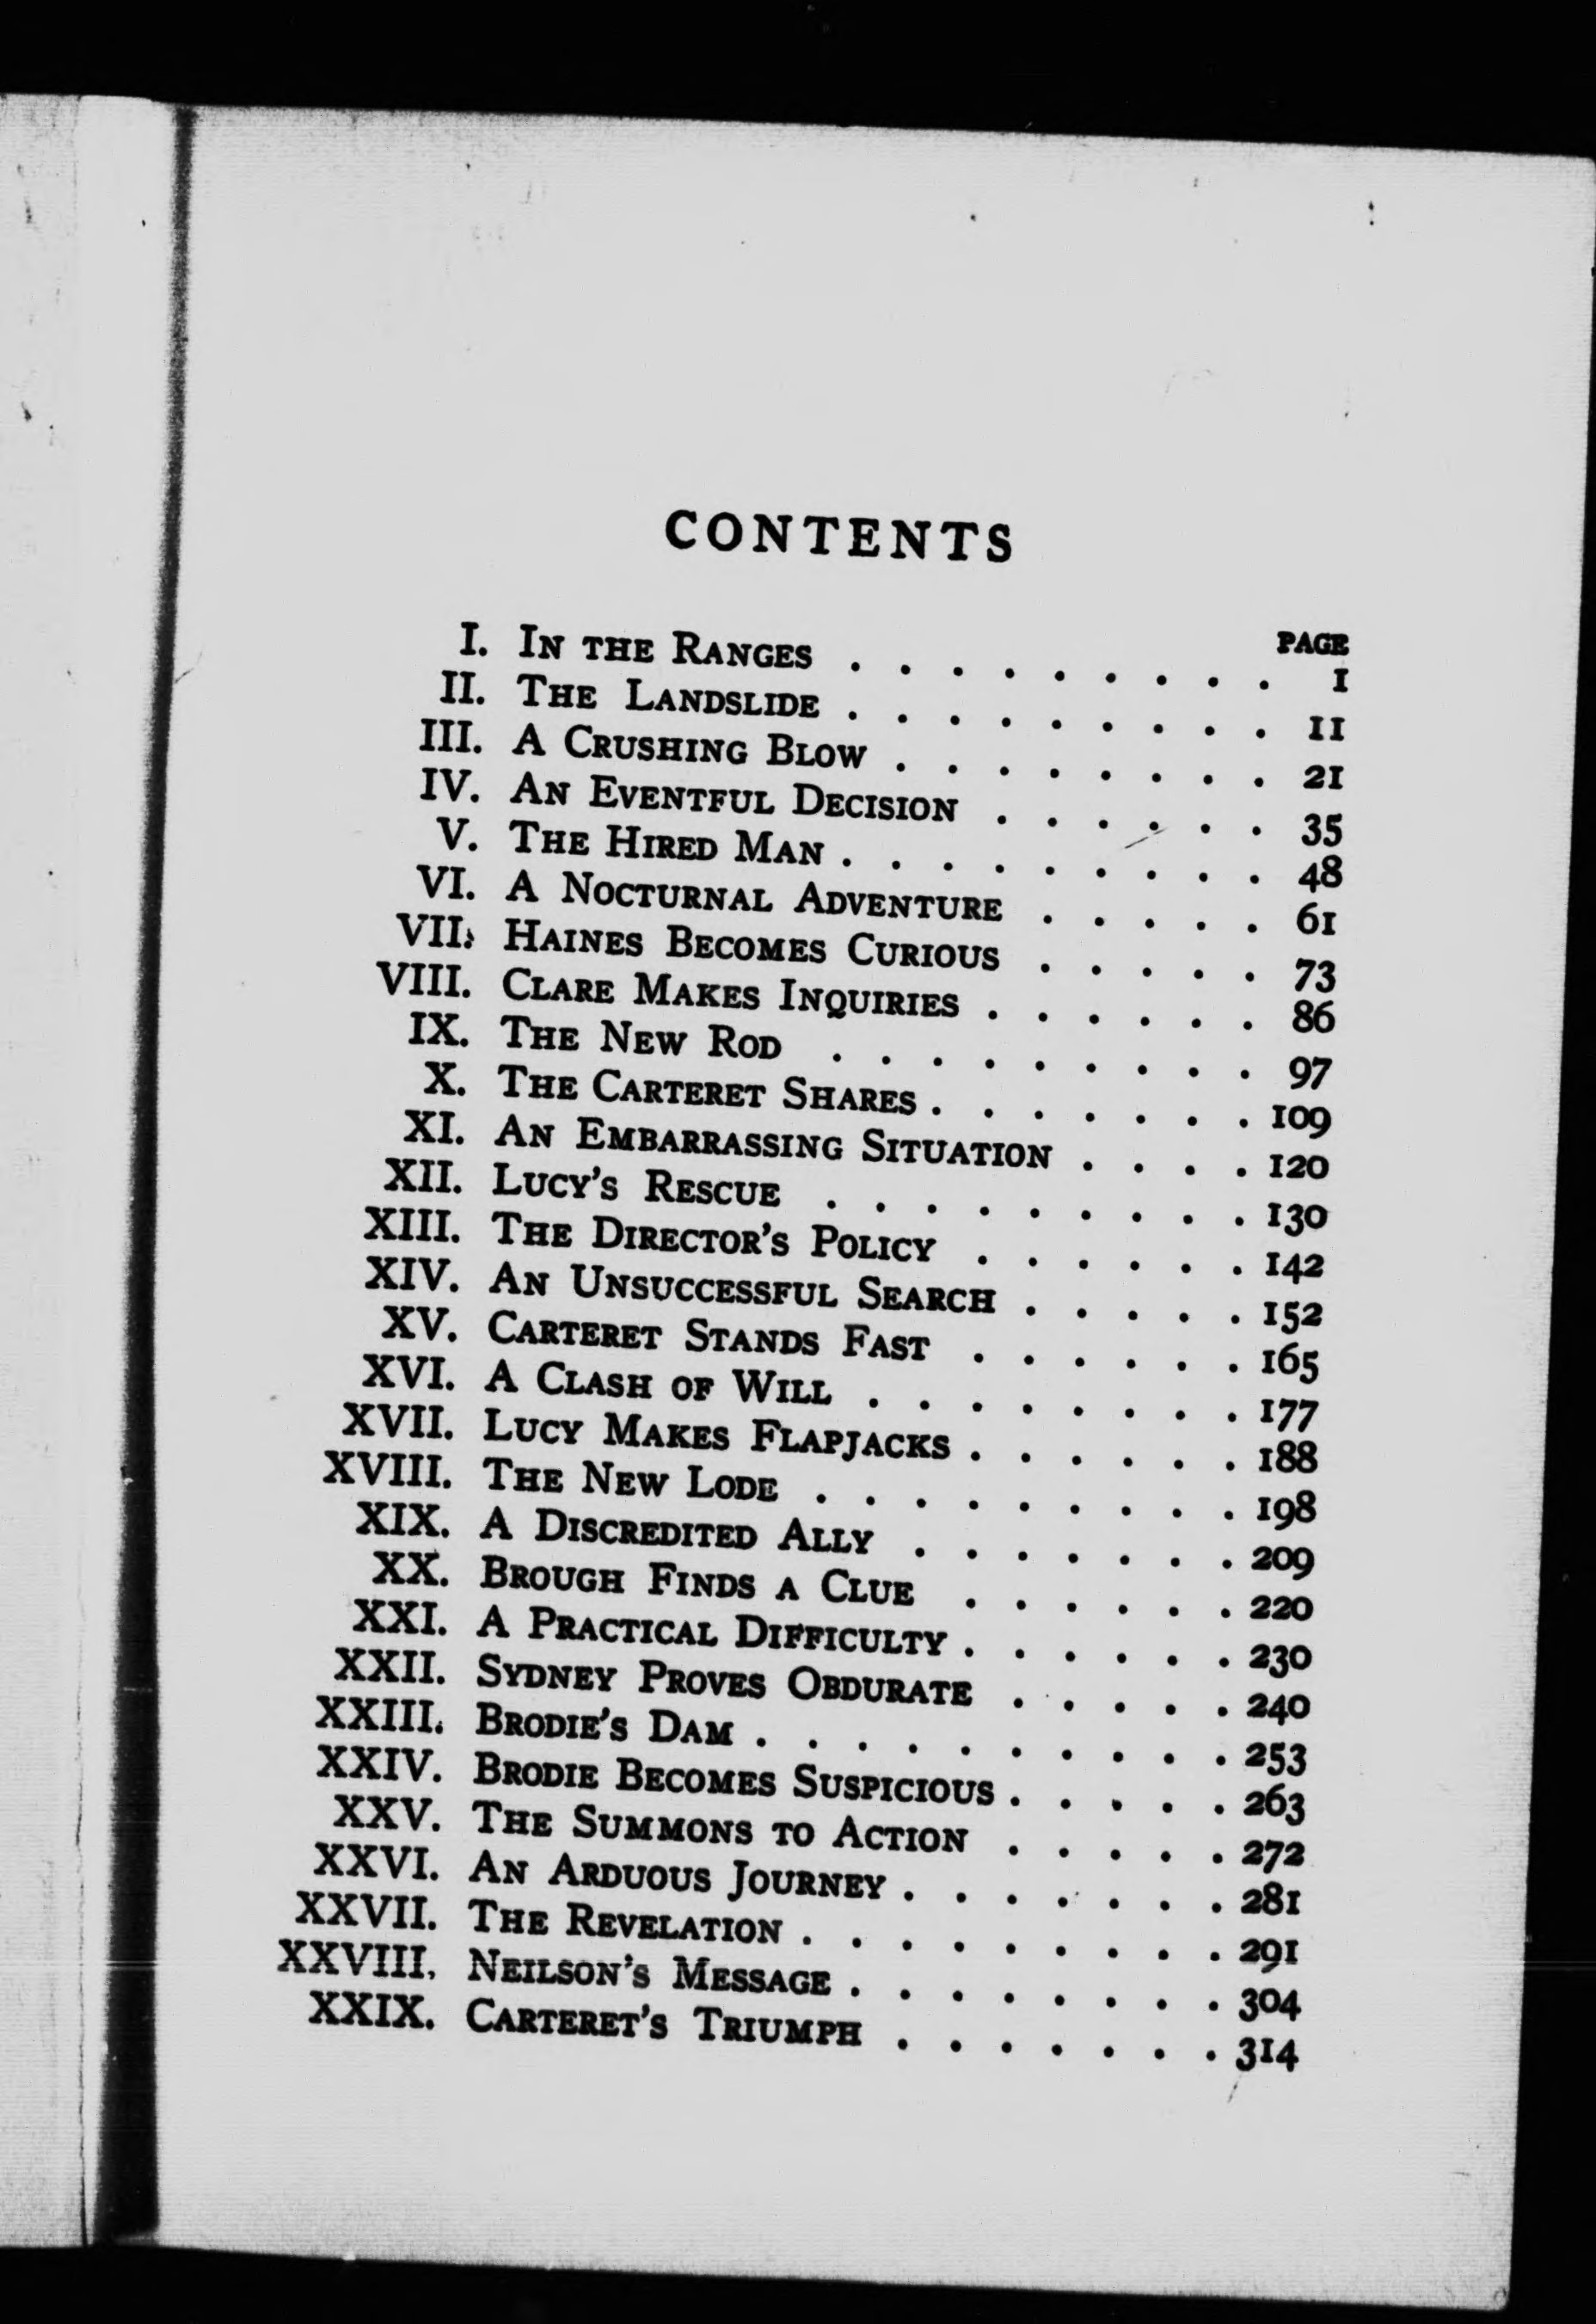 CONTENTS
PAGE
I. IN THE RANGES . . . . . . . . . 1
II. THE LANDSLIDE . . . . . . . . . 11
III. A CRUSHING BLOW . . . . . . . . 21
IV. AN EVENTFUL DECISION . . . . . . 35
V. THE HIRED MAN . . . . . . . . . 48
VI. A NOCTURNAL ADVENTURE . . . . . 61
VII. HAINES BECOMES CURIOUS . . . . . 73
VIII. CLARE MAKES INQUIRIES . . . . . . 86
IX. THE NEW ROD . . . . . . . . . 97
X. THE CARTERET SHARES . . . . . . . 109
XI. AN EMBARRASSING SITUATION . . . . 120
XII. LUCY'S RESCUE . . . . . . . . . 130
XIII. THE DIRECTOR'S POLICY . . . . . . 142
XIV. AN UNSUCCESSFUL SEARCH . . . . . 152
XV. CARTERET STANDS FAST . . . . . . 165
XVI. A CLASH OF WILL . . . . . . . . 177
XVII. LUCY MAKES FLAPJACKS . . . . . . 188
XVIII. THE NEW LODE . . . . . . . . . 198
XIX. A DISCREDITED ALLY . . . . . . . 209
XX. BROUGH FINDS A CLUE . . . . . . 220
XXI. A PRACTICAL DIFFICULTY . . . . . . 230
XXII. SYDNEY PROVES OBDURATE . . . . . 240
XXIII. BRODIE'S DAM . . . . . . . . . . 253
XXIV. BRODIE BECOMES SUSPICIOUS . . . . . 263
XXV. THE SUMMONS TO ACTION . . . . . 272
XXVI. AN ARDUOUS JOURNEY . . . . . . . 281
XXVII. THE REVELATION . . . . . . . . . 291
XXVIII. NEILSON'S MESSAGE . . . . . . . . 304
XXIX. CARTERET'S TRIUMPH . . . . . . . 314